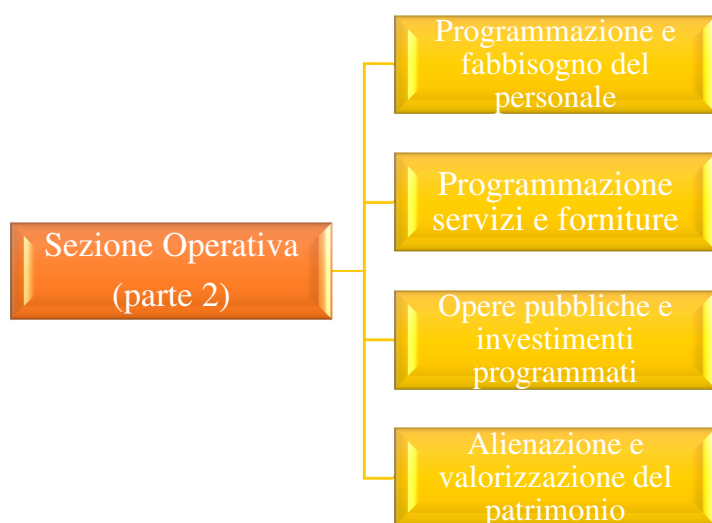 Programmazione e
fabbisogno del
personale
Programmazione
servizi e forniture
Sezione Operativa
(parte 2)
Opere pubbliche e
investimenti
programmati
Alienazione e
valorizzazione del
patrimonio